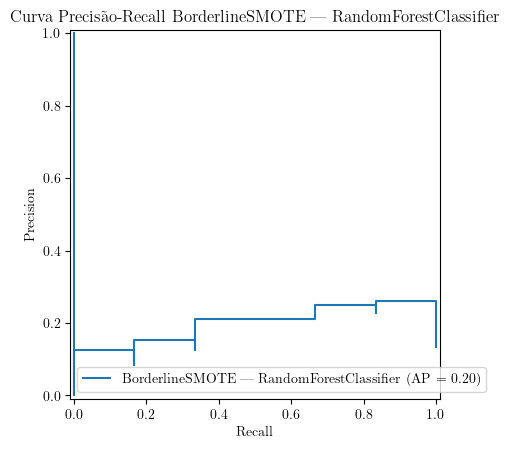 Curva Precisão-Recall BorderlineSMOTE — RandomForestClassifier
1.0
0.8
0.6
0.4
0.2
0.0
Precision
BorderlineSMOTE — RandomForestClassifier (AP = 0.20)
0.0 0.2 0.4 0.6 0.8 1.0
Recall